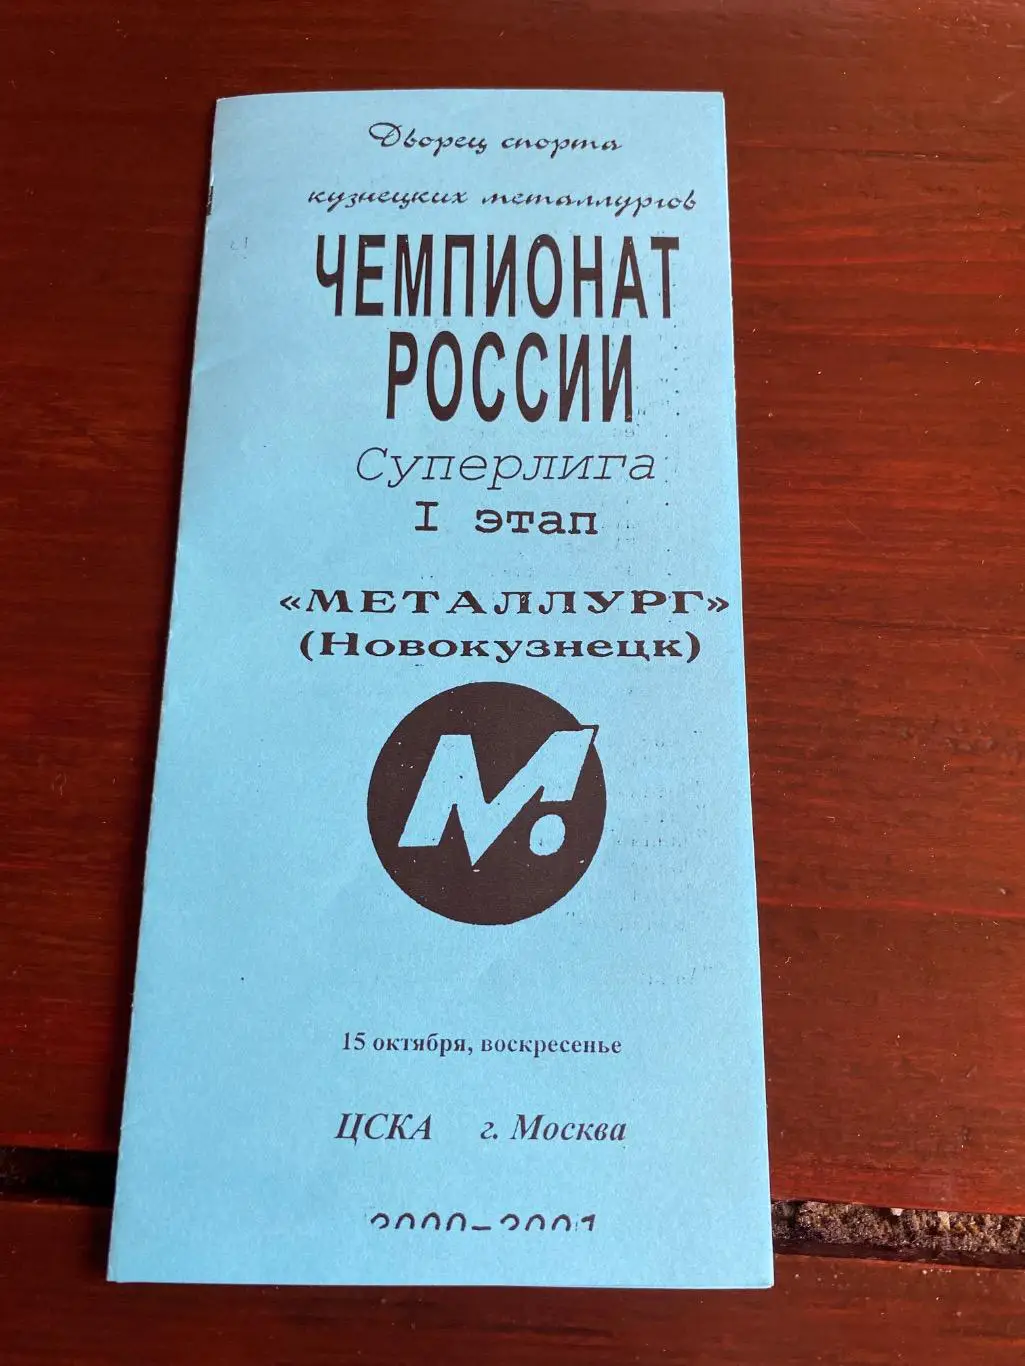 Дворец спорта
кузнецких металлургов
ЧЕМПИОНАТ
РОССИИ
Суперлига
I этап
«МЕТАЛЛУРГ»
(НОВОКУЗНЕЦК)
М
15 октября, воскресенье
ЦСКА г. Москва
2000-2001